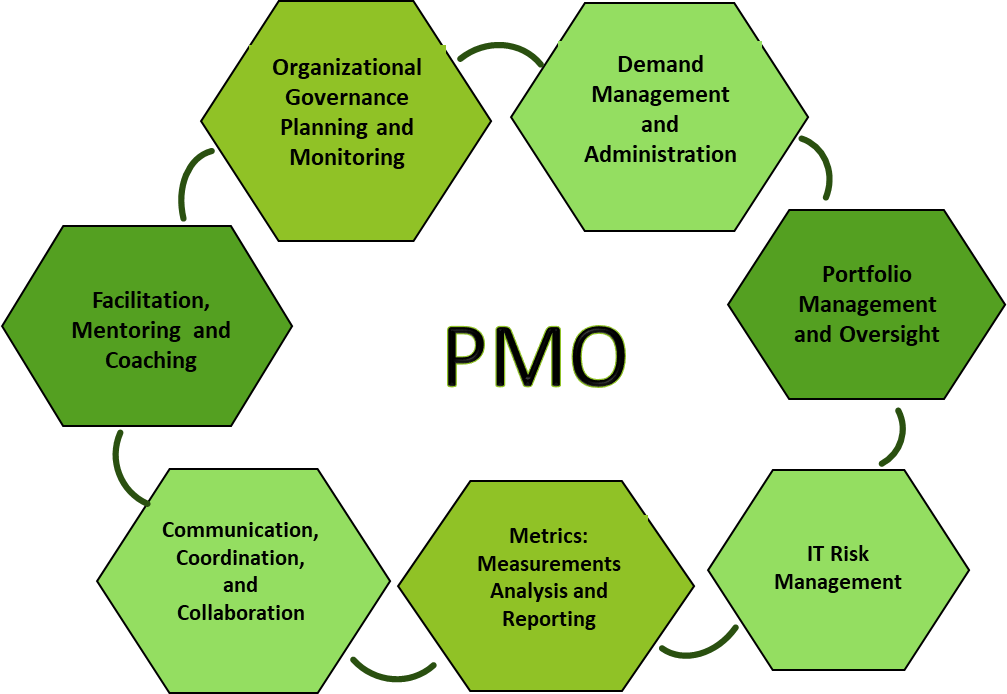 Organizational
Governance
Planning and
Monitoring
Demand
Management
and
Administration
Portfolio
Management
and Oversight
IT Risk
Management
Metrics:
Measurements
Analysis and
Reporting
Communication,
Coordination,
and
Collaboration
Facilitation,
Mentoring and
Coaching
PMO